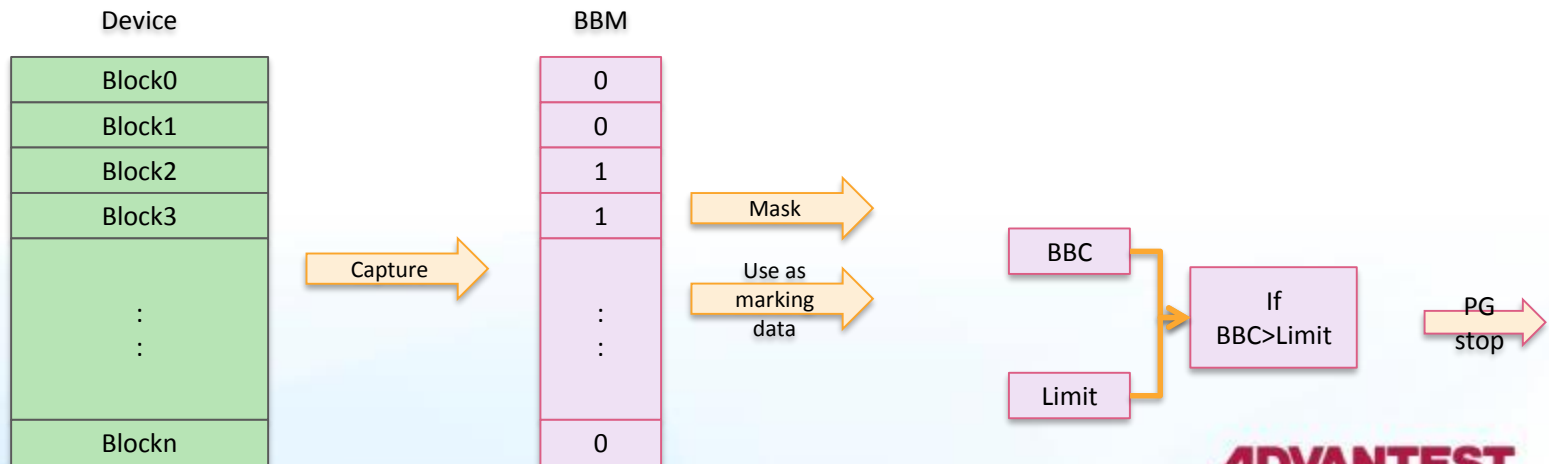 Device
BBM
Block0
0
Block1
0
Block2
1
Block3
1
Mask
Capture
Use as
marking
data
:
:
:
:
BBC
Limit
If
BBC>Limit
PG
stop
Blockn
0
ADVANTEST